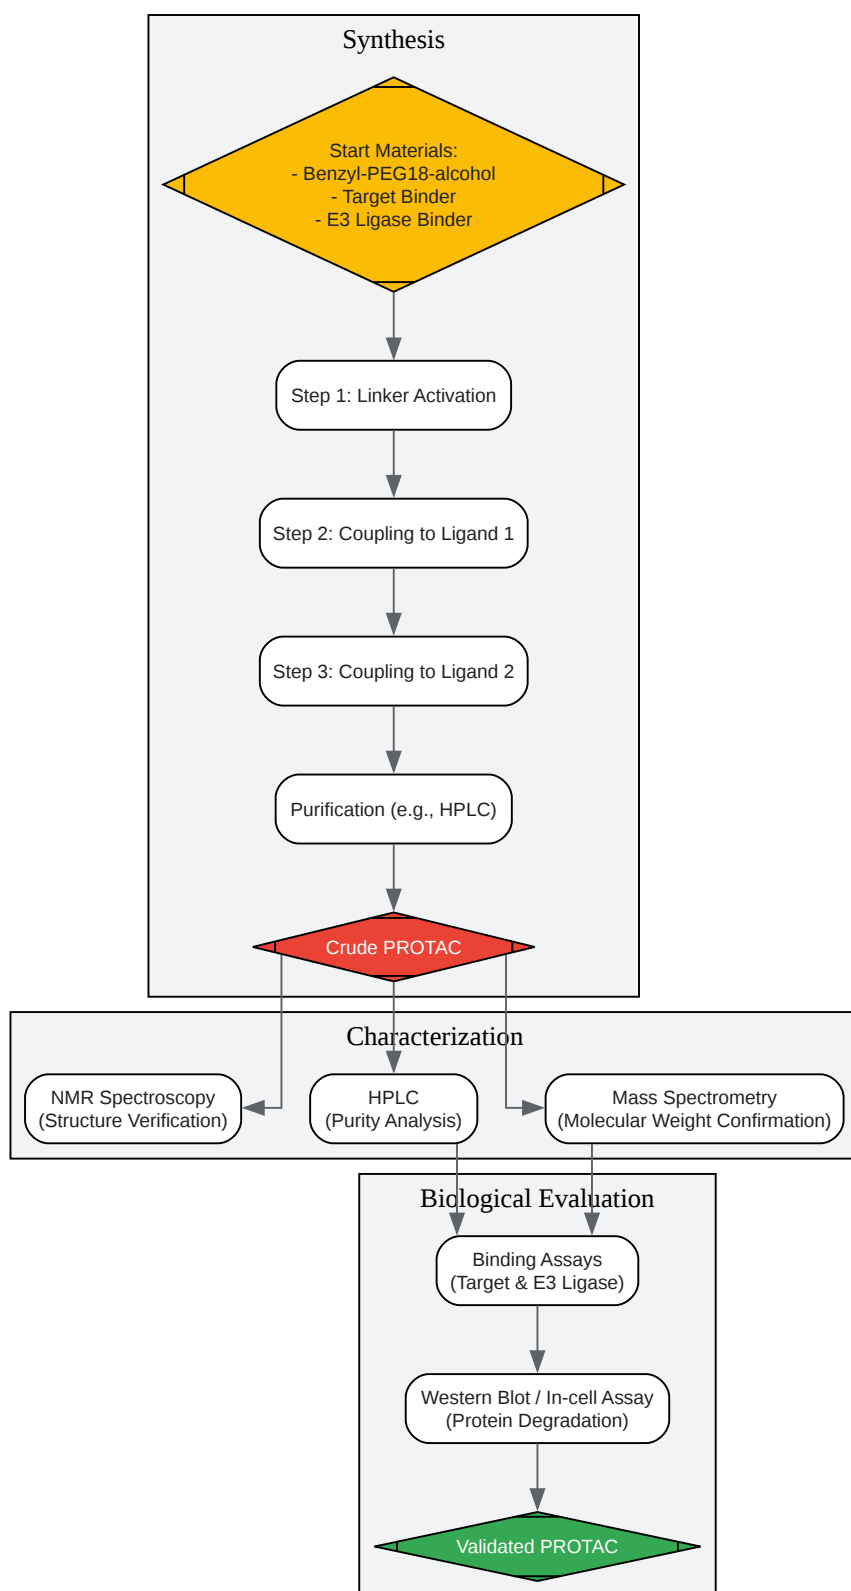 Synthesis
Start Materials:
- Benzyl-PEG18-alcohol
- Target Binder
- E3 Ligase Binder
Step 1: Linker Activation
Step 2: Coupling to Ligand 1
Step 3: Coupling to Ligand 2
Purification (e.g., HPLC)
Crude PROTAC
Characterization
NMR Spectroscopy
(Structure Verification)
HPLC
(Purity Analysis)
Mass Spectrometry
(Molecular Weight Confirmation)
Biological Evaluation
Binding Assays
(Target & E3 Ligase)
Western Blot / In-cell Assay
(Protein Degradation)
Validated PROTAC